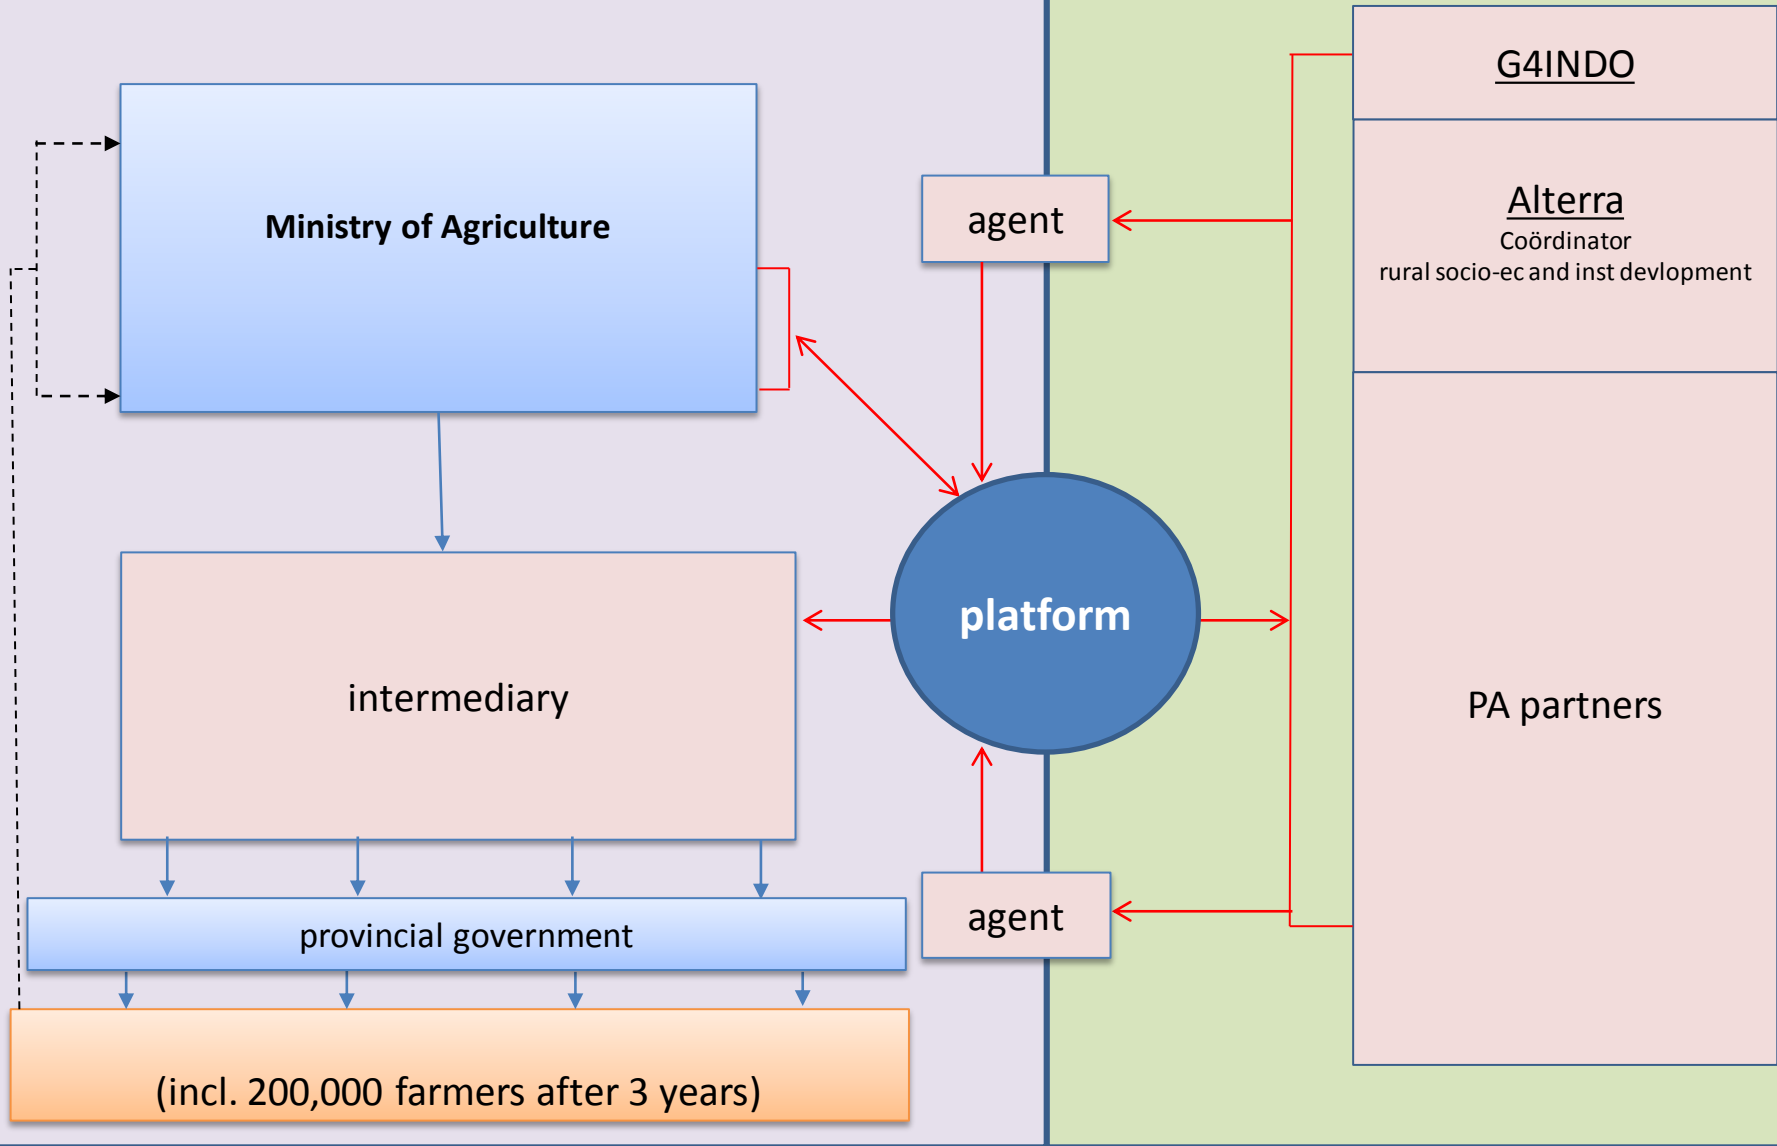 G4INDO
Alterra
Coördinator
rural socio-ec and inst devlopment
Ministry of Agriculture
agent
platform
intermediary
PA partners
agent
provincial government
(incl. 200,000 farmers after 3 years)